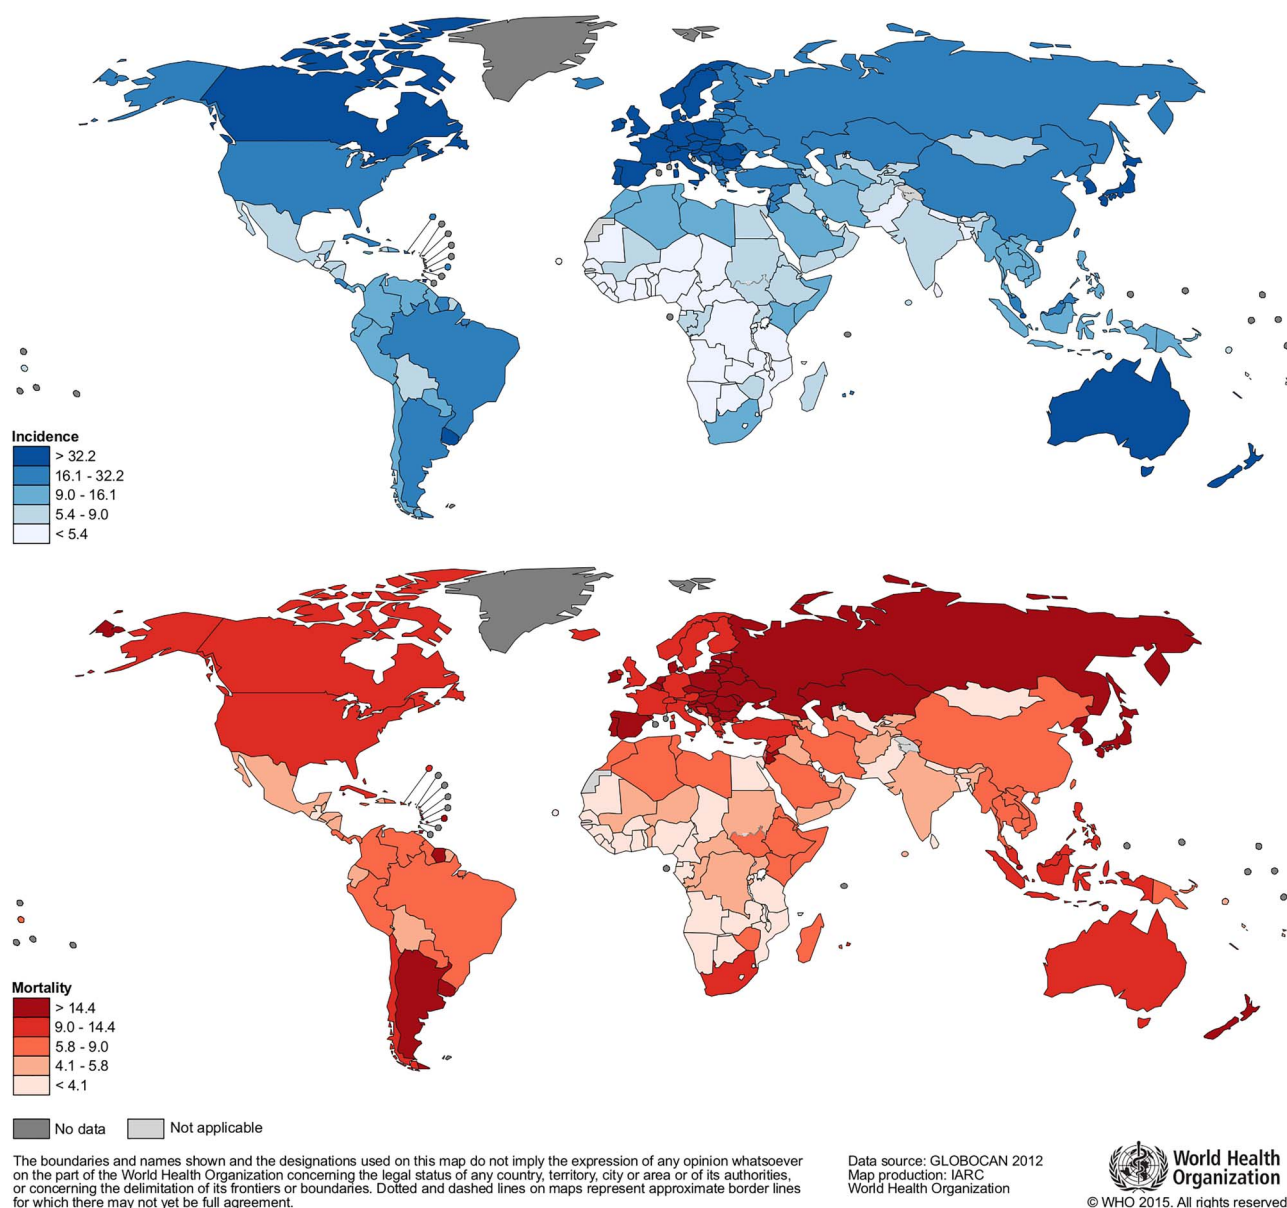 Incidence
> 32.2
16.1 - 32.2
9.0 - 16.1
5.4 - 9.0
< 5.4
Mortality
> 14.4
9.0 - 14.4
5.8 - 9.0
4.1 - 5.8
< 4.1
No data
Not applicable
The boundaries and names shown and the designations used on this map do not imply the expression of any opinion whatsoever
on the part of the World Health Organization concerning the legal status of any country, territory, city or area or of its authorities,
or concerning the delimitation of its frontiers or boundaries. Dotted and dashed lines on maps represent approximate border lines
for which there may not yet be full agreement.
Data source: GLOBOCAN 2012
Map production: IARC
World Health Organization
World Health
Organization
© WHO 2015. All rights reserved